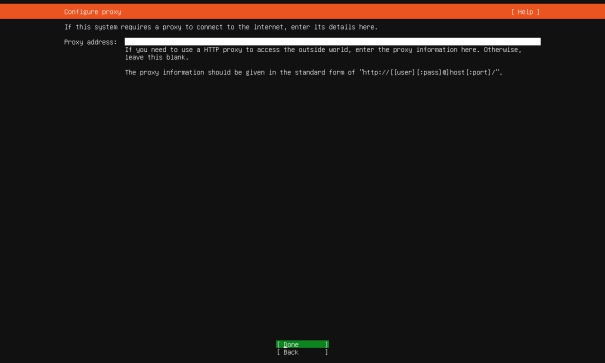 Configure proxy [ Help ]
If this system requires a proxy to connect to the internet, enter its details here.
Proxy address:
If you need to use a HTTP proxy to access the outside world, enter the proxy information here. Otherwise,
leave this blank.
The proxy information should be given in the standard form of "http://[[user][:pass]@]host[:port]/".
[ Done ]
[ Back ]